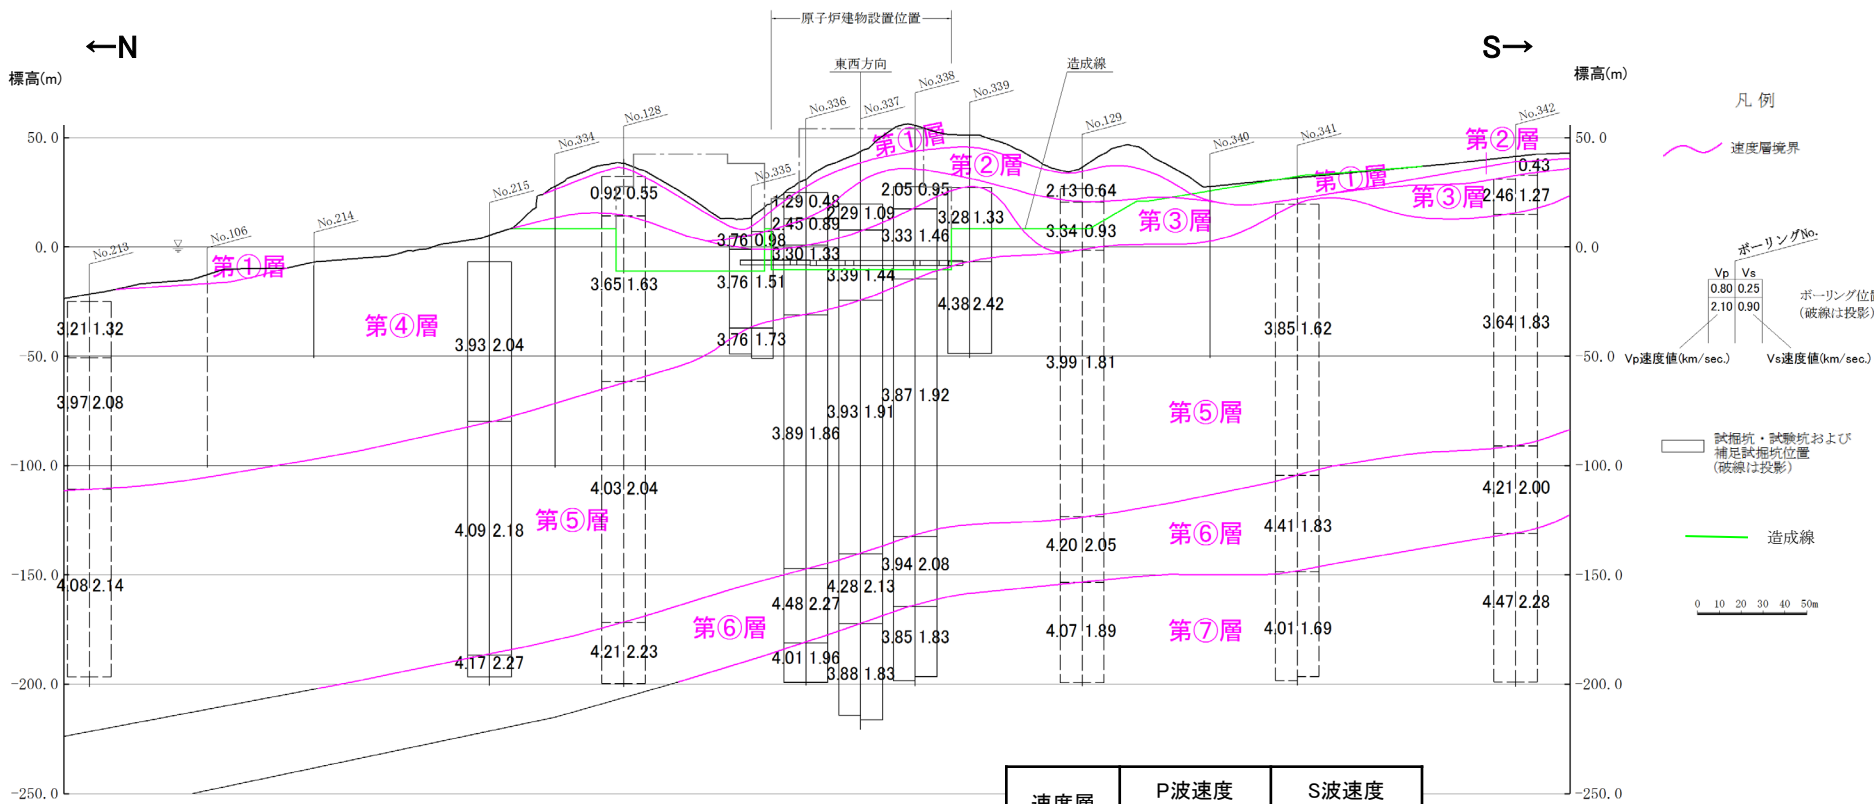 ←N
S→
原子炉建物設置位置
東西方向
造成線
標高(m)
標高(m)
No.213
No.106
No.214
No.215
No.334
No.128
No.335
No.336
No.337
No.338
No.339
No.129
No.340
No.341
No.342
50.0
0.0
-50.0
-100.0
-150.0
-200.0
-250.0
50.0
0.0
-50.0
-100.0
-150.0
-200.0
-250.0
第①層
第①層
第①層
第②層
第②層
第③層
第③層
第④層
第⑤層
第⑤層
第⑥層
第⑥層
第⑦層
3.21 1.32
3.97 2.08
4.08 2.14
3.93 2.04
4.09 2.18
4.17 2.27
0.92 0.55
3.65 1.63
4.03 2.04
4.21 2.23
3.76 0.98
3.76 1.51
3.76 1.73
1.29 0.48
2.45 0.89
3.30 1.33
3.89 1.86
4.48 2.27
4.01 1.96
2.29 1.09
3.39 1.44
3.93 1.91
4.28 2.13
3.88 1.83
2.05 0.95
3.33 1.46
3.87 1.92
3.94 2.08
3.85 1.83
3.28 1.33
4.38 2.42
2.13 0.64
3.34 0.93
3.99 1.81
4.20 2.05
4.07 1.89
3.85 1.62
4.41 1.83
4.01 1.69
0.43
2.46 1.27
3.64 1.83
4.21 2.00
4.47 2.28
凡 例
速度層境界
ボーリングNo.
Vp Vs
0.80 0.25
2.10 0.90
ボーリング位置
(破線は投影)
Vp速度値(km/sec.)
Vs速度値(km/sec.)
試掘坑・試験坑および
補足試掘坑位置
(破線は投影)
造成線
0 10 20 30 40 50m
速度層
P波速度
S波速度